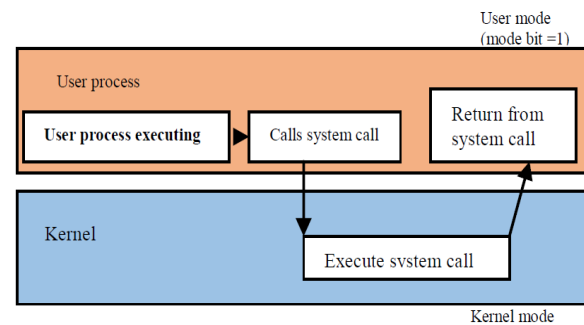 User mode
(mode bit =1)
User process
User process executing
Calls system call
Return from
system call
Kernel
Execute system call
Kernel mode